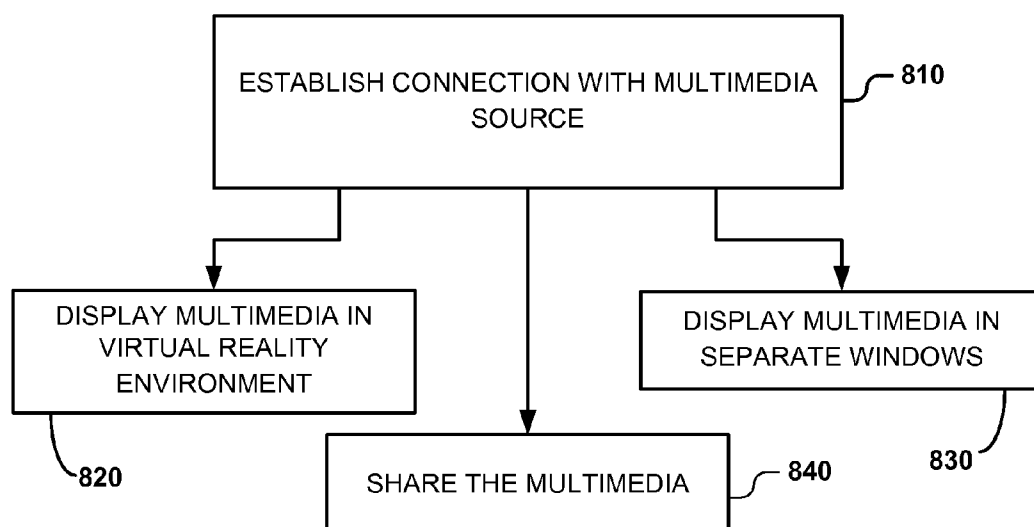 ESTABLISH CONNECTION WITH MULTIMEDIA
SOURCE
810
DISPLAY MULTIMEDIA IN
VIRTUAL REALITY
ENVIRONMENT
820
DISPLAY MULTIMEDIA IN
SEPARATE WINDOWS
830
SHARE THE MULTIMEDIA
840